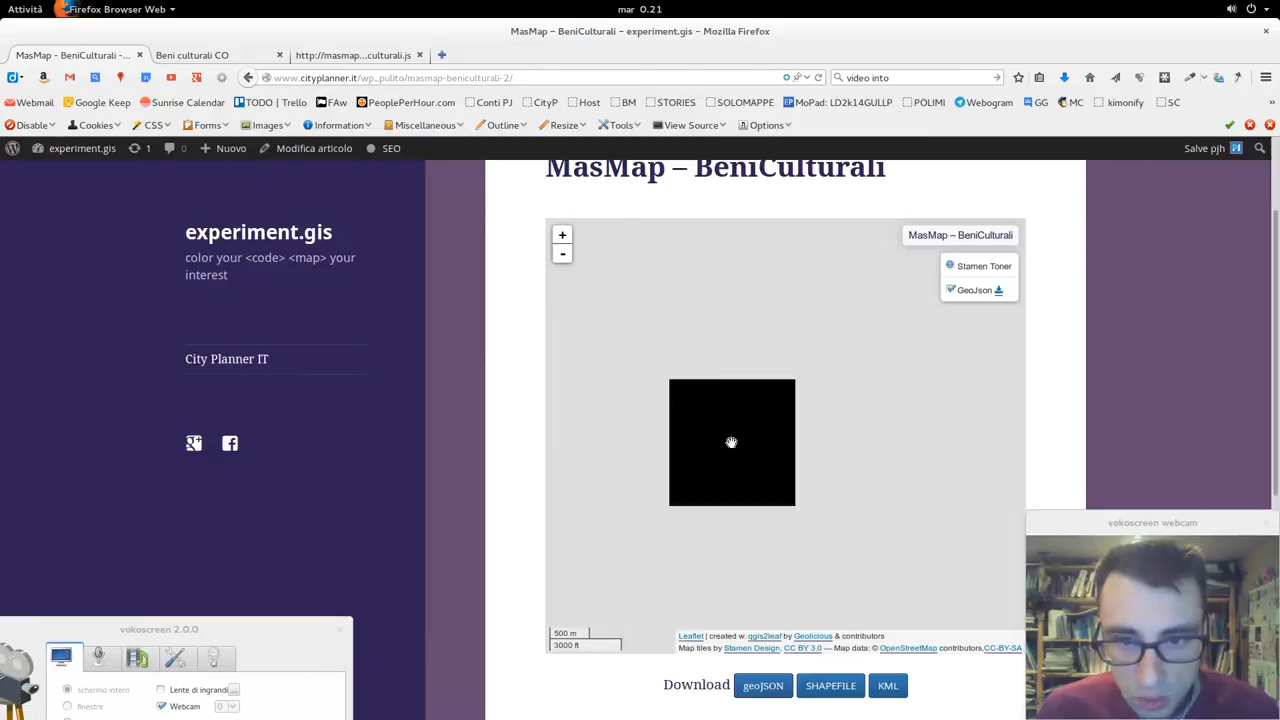 Attività
Firefox Browser Web
mar 0.21
MasMap - BeniCulturali – experiment.gis – Mozilla Firefox
MasMap - BeniCulturali -...
Beni culturali CO
http://masmap...culturali.js
www.cityplanner.it/wp_pulito/masmap-beniculturali-2/
video into
Webmail
Google Keep
Sunrise Calendar
TODO | Trello
FAw
PeoplePerHour.com
Conti PJ
CityP
Host
BM
STORIES
SOLOMAPPE
MoPad: LD2k14GULLP
POLIMI
Webogram
GG
MC
kimonify
SC
Disable
Cookies
CSS
Forms
Images
Information
Miscellaneous
Outline
Resize
Tools
View Source
Options
experiment.gis
1
0
Nuovo
Modifica articolo
SEO
Salve pjh
MasMap – BeniCulturali
experiment.gis
color your <code> <map> your
interest
City Planner IT
+
-
MasMap – BeniCulturali
Stamen Toner
GeoJson
500 m
3000 ft
Leaflet | created w. qgis2leaf by Geolicious & contributors
Map tiles by Stamen Design, CC BY 3.0 — Map data: © OpenStreetMap contributors,CC-BY-SA
Download geoJSON SHAPEFILE KML
vokoscreen webcam
vokoscreen 2.0.0
schermo intero
Lente di ingrandi
...
finestre
Webcam
0